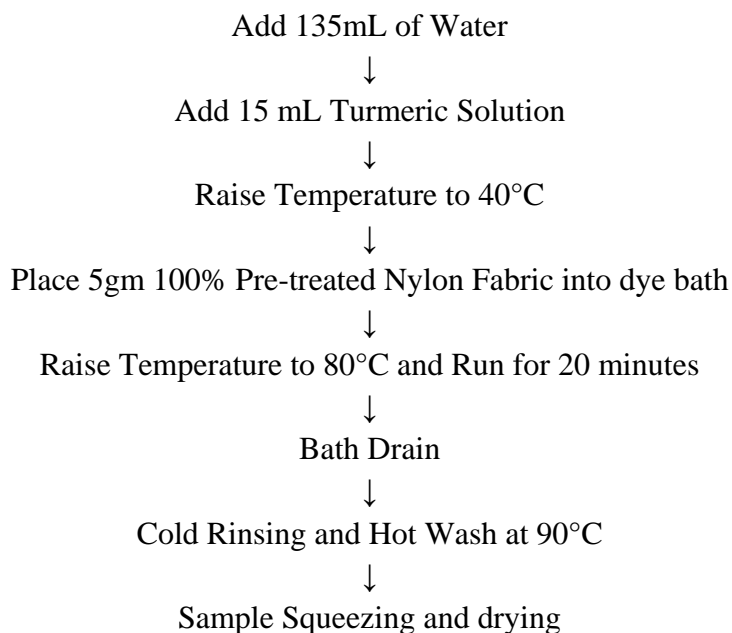 Add 135mL of Water
↓
Add 15 mL Turmeric Solution
↓
Raise Temperature to 40°C
↓
Place 5gm 100% Pre-treated Nylon Fabric into dye bath
↓
Raise Temperature to 80°C and Run for 20 minutes
↓
Bath Drain
↓
Cold Rinsing and Hot Wash at 90°C
↓
Sample Squeezing and drying